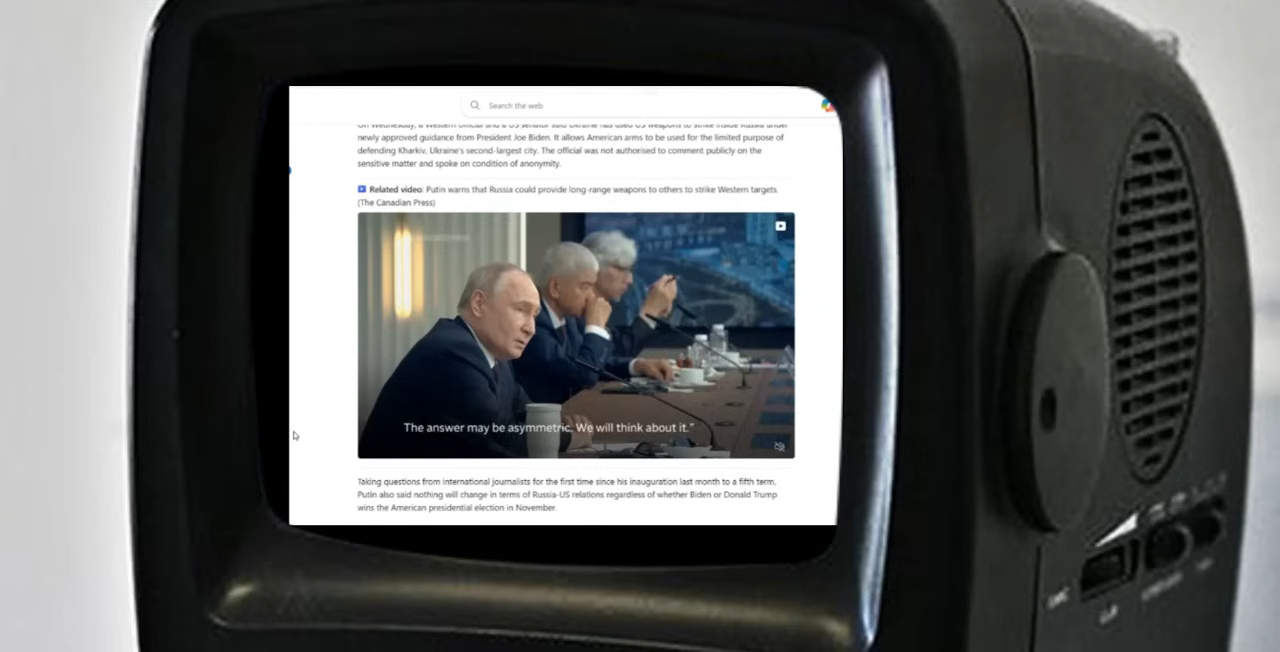 Search the web
On Wednesday, a Western official and a US senator said Ukraine has used US weapons to strike inside Russia under
newly approved guidance from President Joe Biden. It allows American arms to be used for the limited purpose of
defending Kharkiv, Ukraine's second-largest city. The official was not authorised to comment publicly on the
sensitive matter and spoke on condition of anonymity.
Related video: Putin warns that Russia could provide long-range weapons to others to strike Western targets
(The Canadian Press)
The answer may be asymmetric. We will think about it."
Taking questions from international journalists for the first time since his inauguration last month to a fifth term,
Putin also said nothing will change in terms of Russia-US relations regardless of whether Biden or Donald Trump
wins the American presidential election in November.